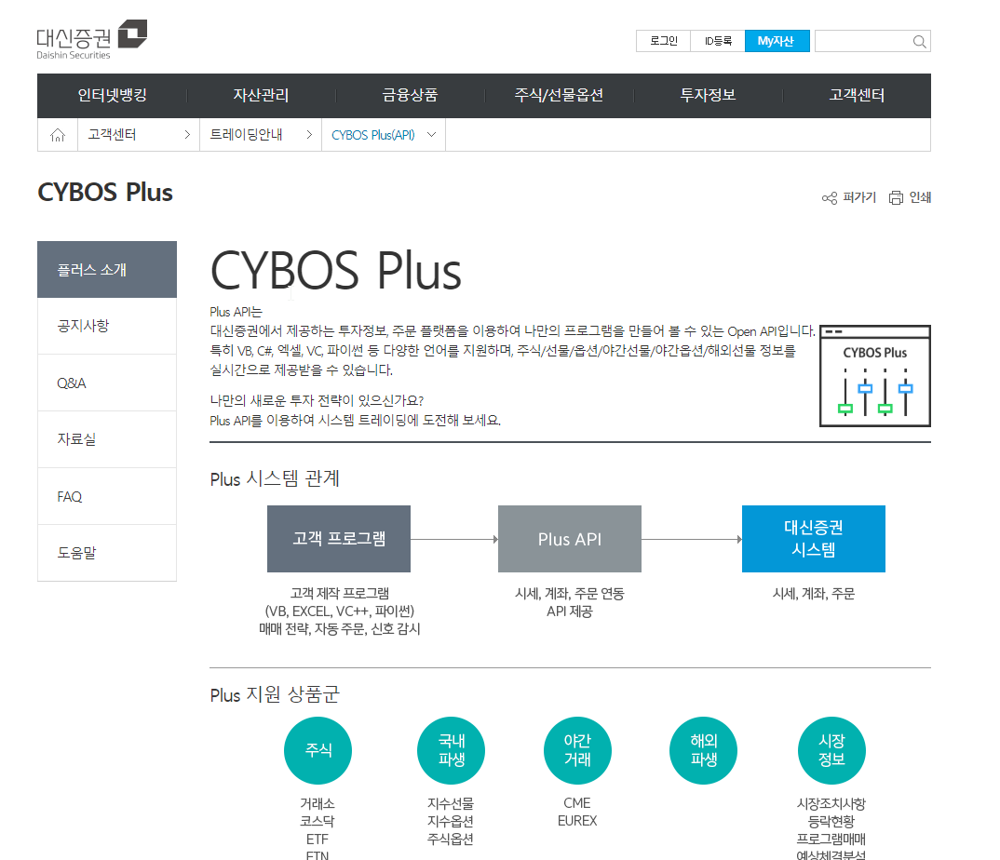 대신증권
Daishin Securities
로그인 ID등록 My자산
인터넷뱅킹 자산관리 금융상품 주식/선물옵션 투자정보 고객센터
고객센터 트레이딩안내 CYBOS Plus(API)
CYBOS Plus
퍼가기 인쇄
플러스 소개
공지사항
Q&A
자료실
FAQ
도움말
CYBOS Plus
Plus API는
대신증권에서 제공하는 투자정보, 주문 플랫폼을 이용하여 나만의 프로그램을 만들어 볼 수 있는 Open API입니다.
특히 VB, C#, 엑셀, VC, 파이썬 등 다양한 언어를 지원하며, 주식/선물/옵션/야간선물/야간옵션/해외선물 정보를
실시간으로 제공받을 수 있습니다.
나만의 새로운 투자 전략이 있으신가요?
Plus API를 이용하여 시스템 트레이딩에 도전해 보세요.
CYBOS Plus
Plus 시스템 관계
고객 프로그램
고객 제작 프로그램
(VB, EXCEL, VC++, 파이썬)
매매 전략, 자동 주문, 신호 감시
Plus API
시세, 계좌, 주문 연동
API 제공
대신증권
시스템
시세, 계좌, 주문
Plus 지원 상품군
주식
거래소
코스닥
ETF
ETN
국내
파생
지수선물
지수옵션
주식옵션
야간
거래
CME
EUREX
해외
파생
시장
정보
시장조치사항
등락현황
프로그램매매
예상체결분석